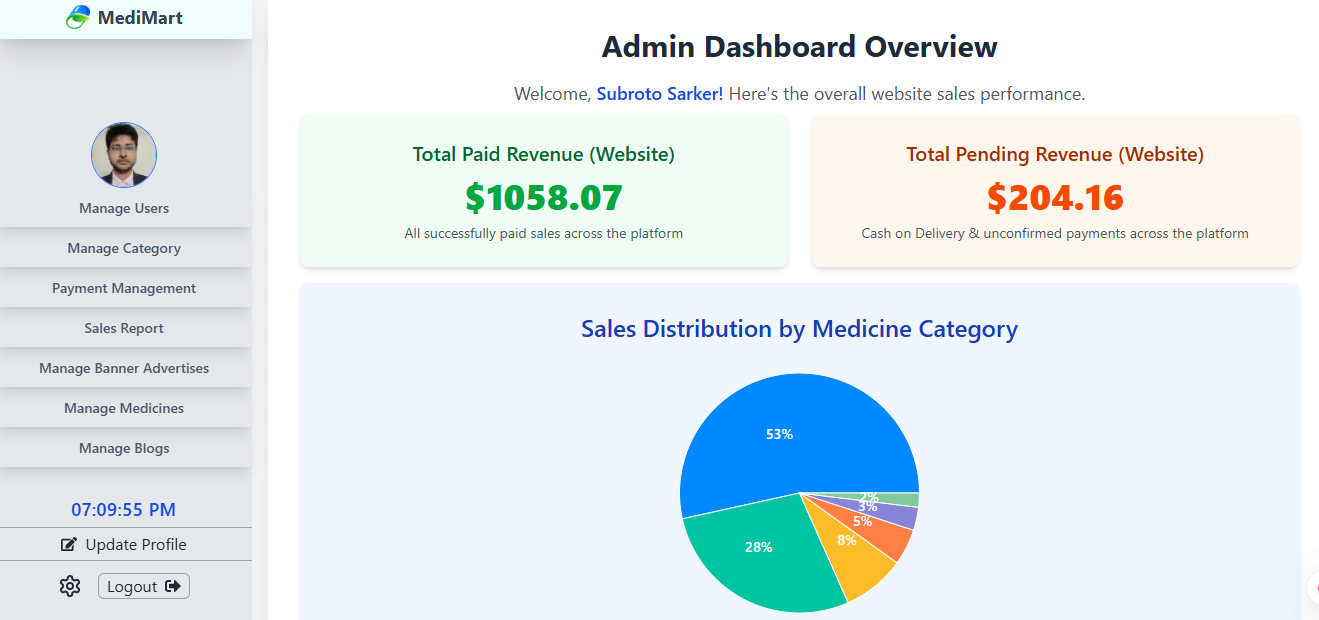 MediMart
Manage Users
Manage Category
Payment Management
Sales Report
Manage Banner Advertises
Manage Medicines
Manage Blogs
07:09:55 PM
Update Profile
Logout
Admin Dashboard Overview
Welcome, Subroto Sarker! Here's the overall website sales performance.
Total Paid Revenue (Website)
$1058.07
All successfully paid sales across the platform
Total Pending Revenue (Website)
$204.16
Cash on Delivery & unconfirmed payments across the platform
Sales Distribution by Medicine Category
53%
2%
3%
5%
8%
28%